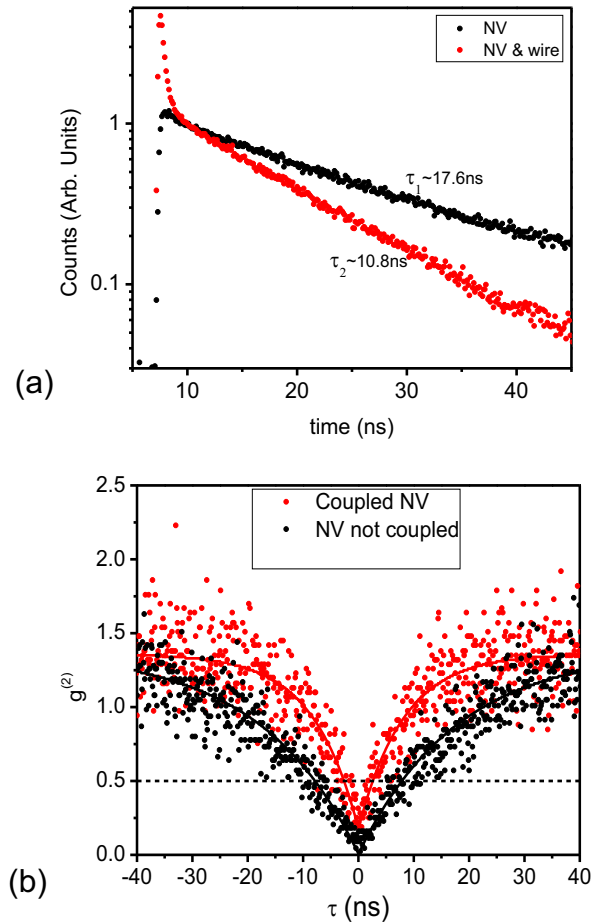 NV
NV & wire
Counts (Arb. Units)
1
0.1
τ₁~17.6ns
τ₂~10.8ns
10 20 30 40
time (ns)
(a)
Coupled NV
NV not coupled
g⁽²⁾
2.5
2.0
1.5
1.0
0.5
0.0
-40 -30 -20 -10 0 10 20 30 40
τ (ns)
(b)